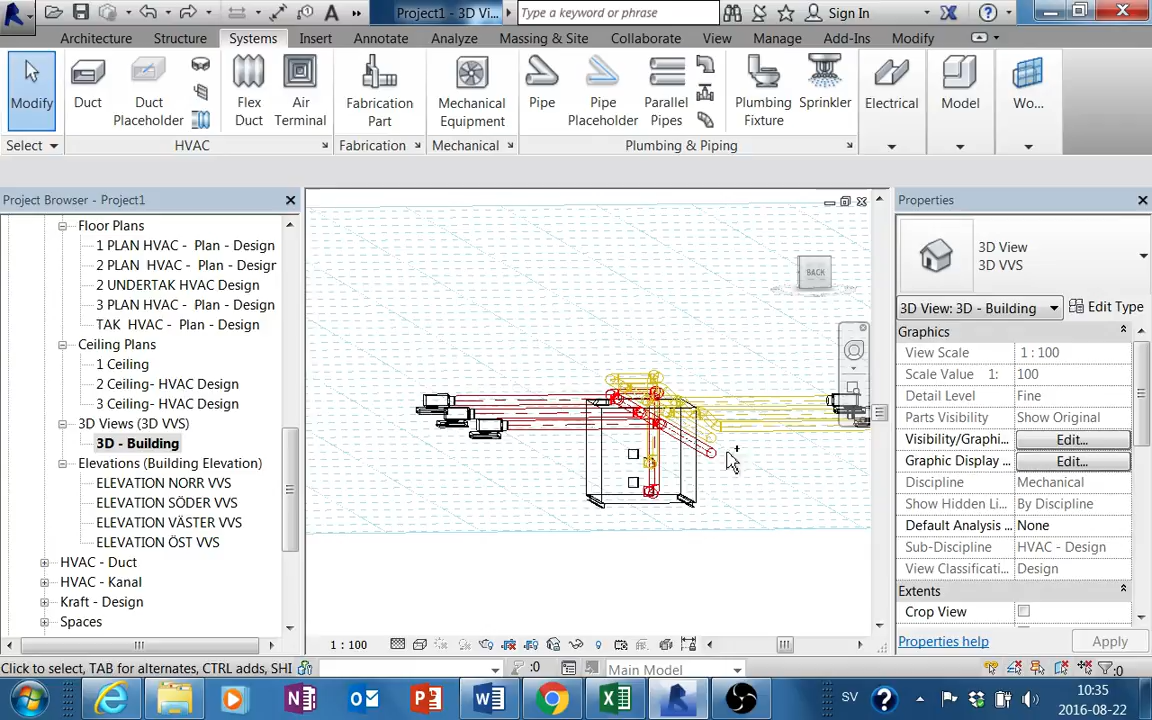 Project1 - 3D Vi...
Type a keyword or phrase
Sign In
Architecture Structure Systems Insert Annotate Analyze Massing & Site Collaborate View Manage Add-Ins Modify
Modify
Duct
Duct Placeholder
Flex Duct
Air Terminal
Fabrication Part
Mechanical Equipment
Pipe
Pipe Placeholder
Parallel Pipes
Plumbing Fixture
Sprinkler
Electrical
Model
Wo...
Select HVAC Fabrication Mechanical Plumbing & Piping
Project Browser - Project1
Floor Plans
1 PLAN HVAC - Plan - Design
2 PLAN HVAC - Plan - Design
2 UNDERTAK HVAC Design
3 PLAN HVAC - Plan - Design
TAK HVAC - Plan - Design
Ceiling Plans
1 Ceiling
2 Ceiling- HVAC Design
3 Ceiling- HVAC Design
3D Views (3D VVS)
3D - Building
Elevations (Building Elevation)
ELEVATION NORR VVS
ELEVATION SÖDER VVS
ELEVATION VÄSTER VVS
ELEVATION ÖST VVS
HVAC - Duct
HVAC - Kanal
Kraft - Design
Spaces
BACK
1 : 100
Properties
3D View
3D VVS
3D View: 3D - Building Edit Type
Graphics
View Scale 1 : 100
Scale Value 1: 100
Detail Level Fine
Parts Visibility Show Original
Visibility/Graphi... Edit...
Graphic Display ... Edit...
Discipline Mechanical
Show Hidden Li... By Discipline
Default Analysis ... None
Sub-Discipline HVAC - Design
View Classificati... Design
Extents
Crop View
Properties help Apply
Click to select, TAB for alternates, CTRL adds, SHI
:0
Main Model
:0
SV
10:35
2016-08-22